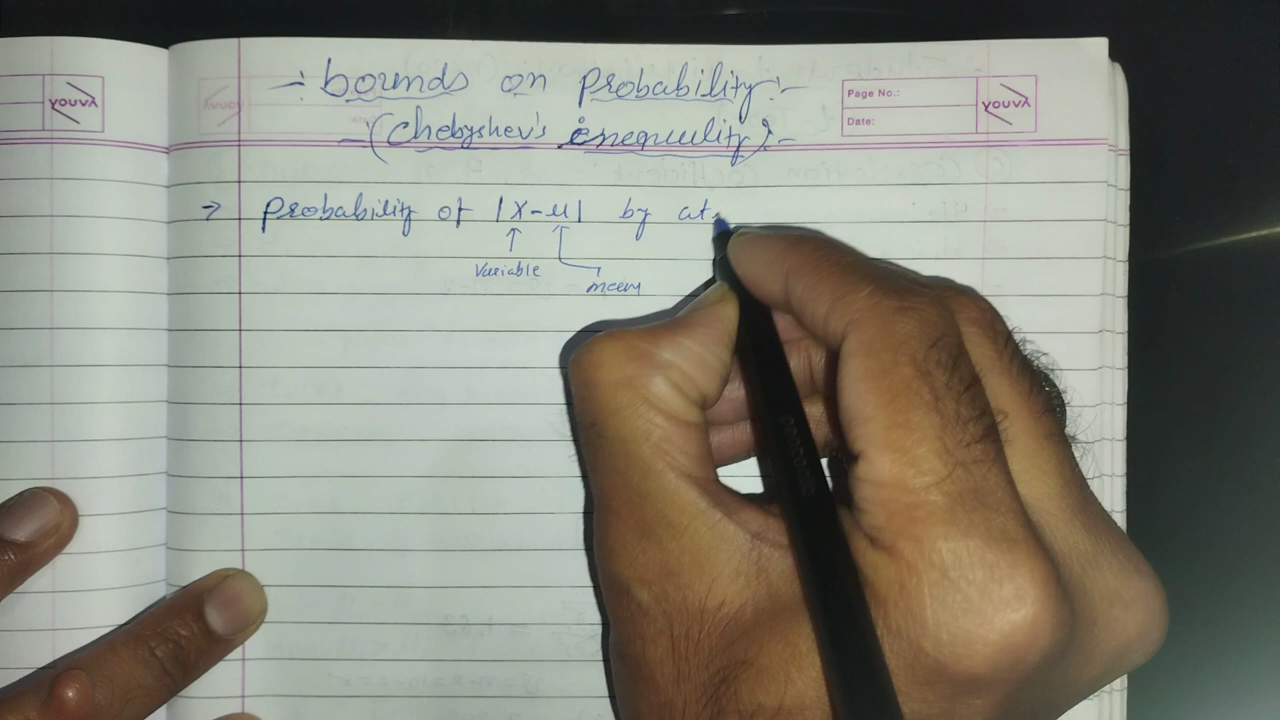 bounds on Probability:-
(Chebyshev's inequality)-
Page No.:
Date:
youva
youva
→ Probability of |X-μ| by at
Variable
mean